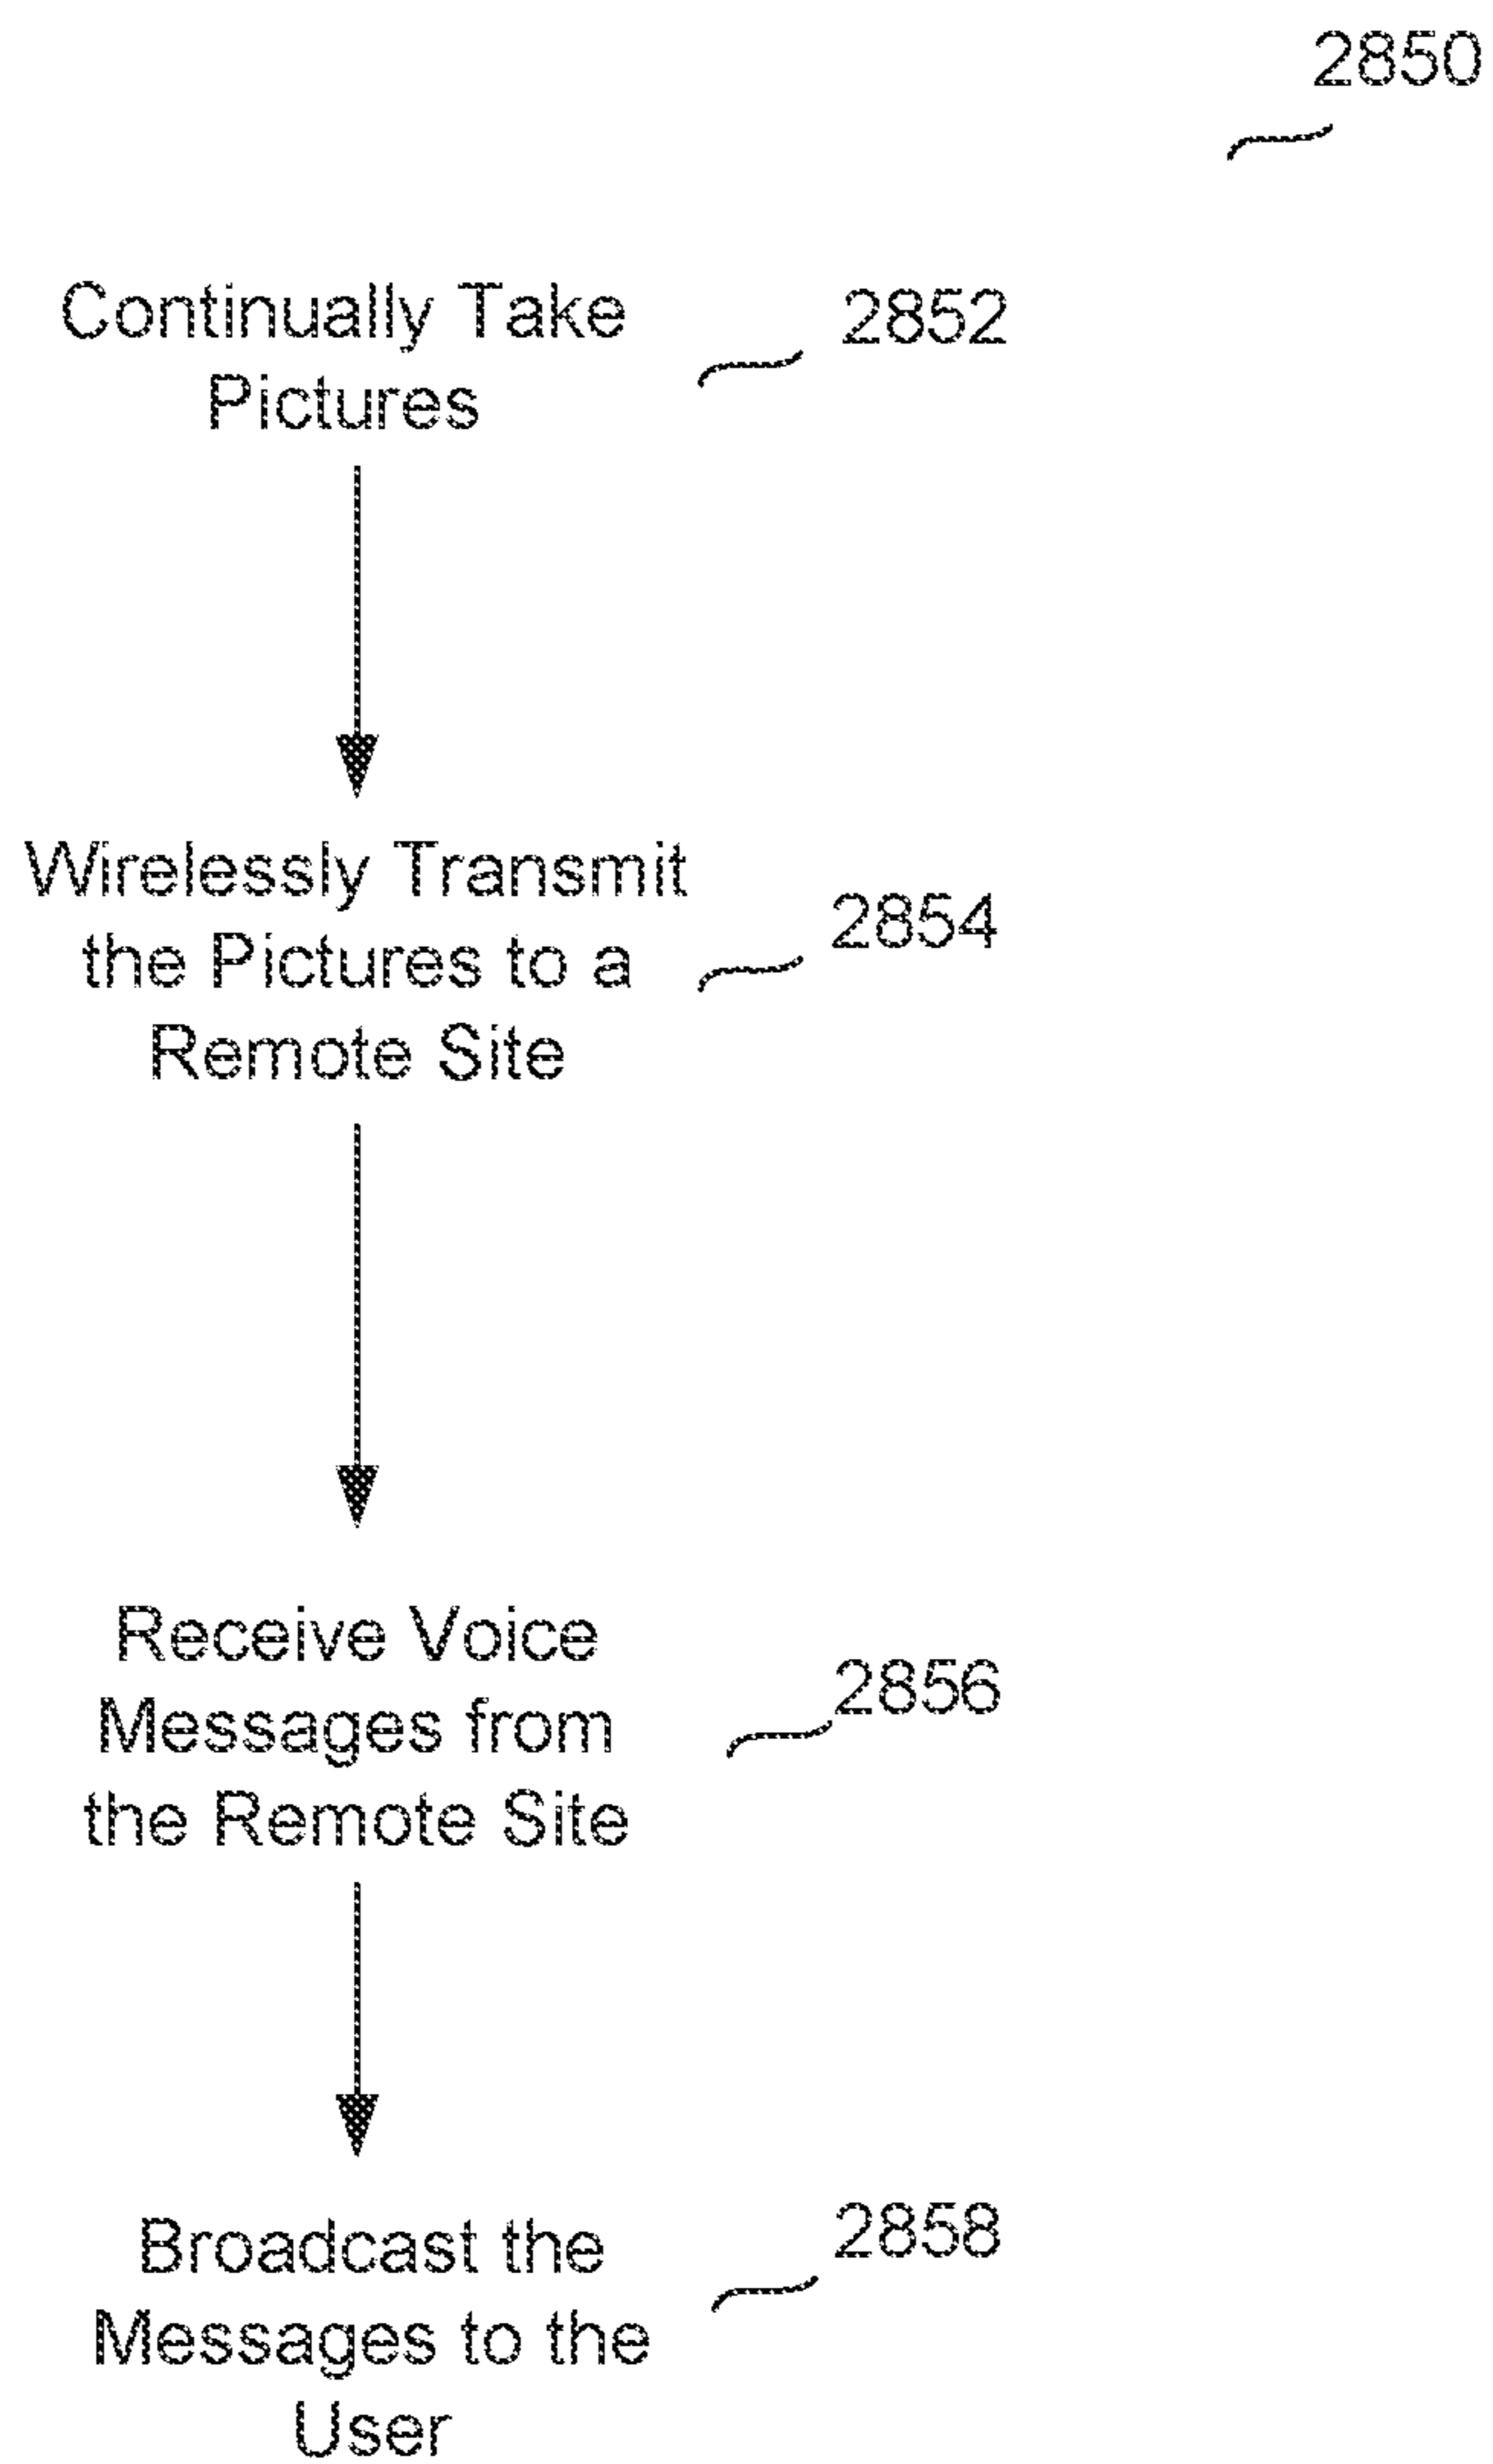 2850
Continually Take
Pictures
2852
Wirelessly Transmit
the Pictures to a
Remote Site
2854
Receive Voice
Messages from
the Remote Site
2856
Broadcast the
Messages to the
User
2858